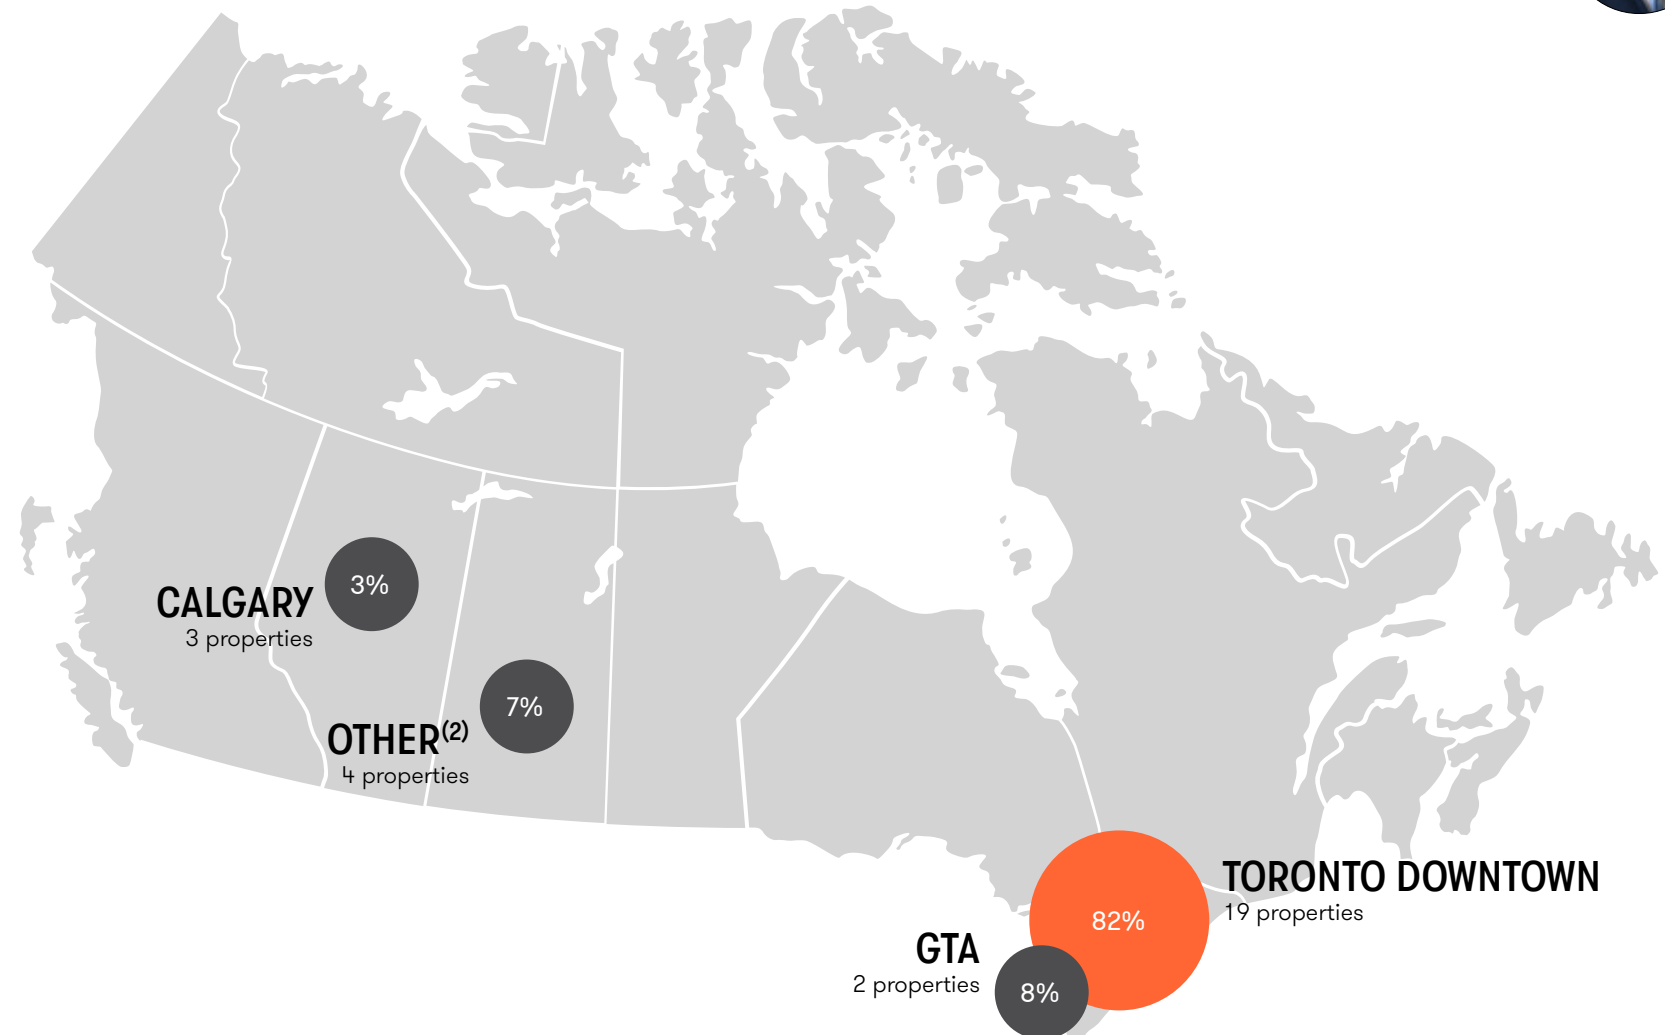 3%
CALGARY
3 properties
7%
OTHER(2)
4 properties
82%
TORONTO DOWNTOWN
19 properties
GTA
2 properties
8%